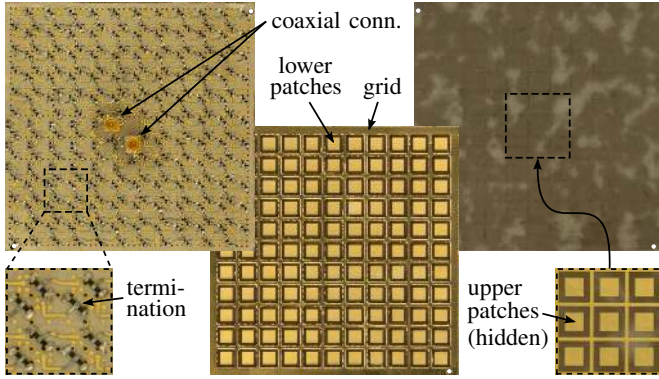 coaxial conn.
lower
patches
grid
termi-
nation
upper
patches
(hidden)